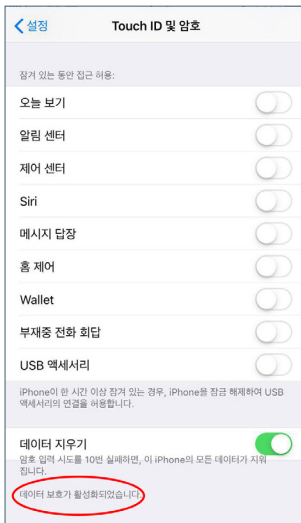 설정
Touch ID 및 암호
잠겨 있는 동안 접근 허용:
오늘 보기
알림 센터
제어 센터
Siri
메시지 답장
홈 제어
Wallet
부재중 전화 회답
USB 액세서리
iPhone이 한 시간 이상 잠겨 있는 경우, iPhone을 잠금 해제하여 USB
액세서리의 연결을 허용합니다.
데이터 지우기
암호 입력 시도를 10번 실패하면, 이 iPhone의 모든 데이터가 지워
집니다.
데이터 보호가 활성화되었습니다.